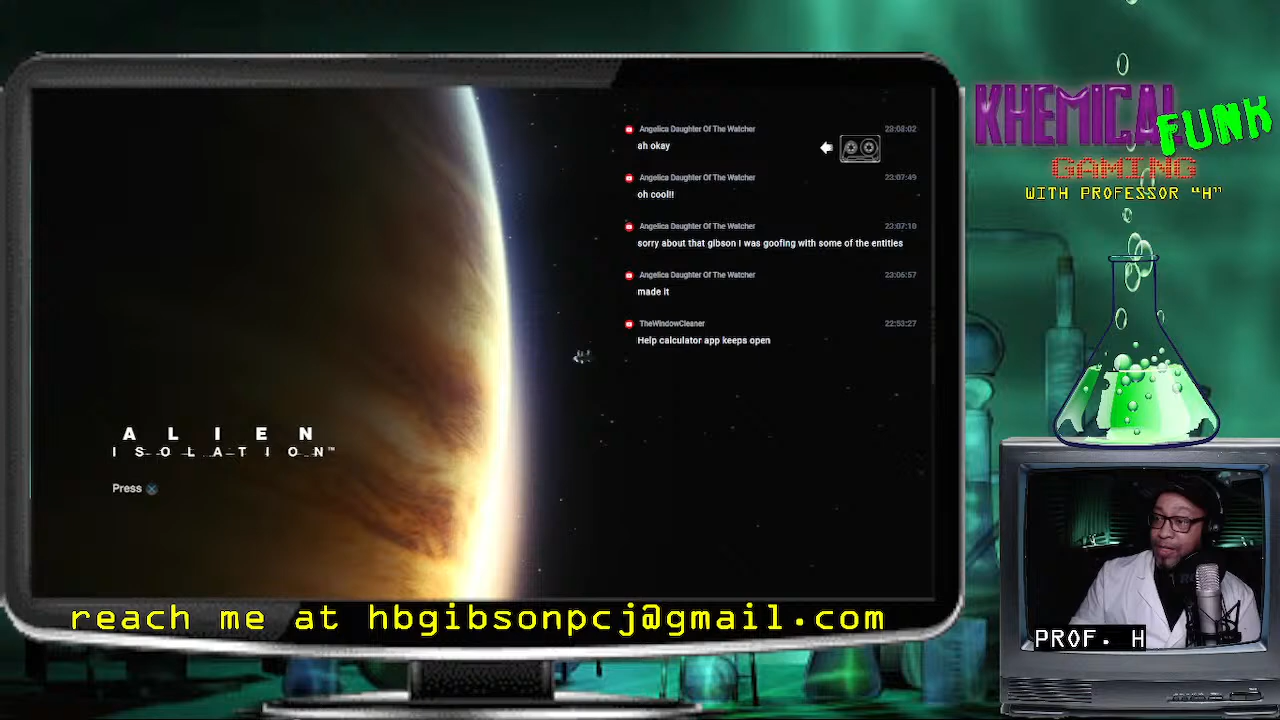 Angelica Daughter Of The Watcher 23:08:02
ah okay
Angelica Daughter Of The Watcher 23:07:49
oh cool!!
Angelica Daughter Of The Watcher 23:07:10
sorry about that gibson I was goofing with some of the entities
Angelica Daughter Of The Watcher 23:06:57
made it
TheWindowCleaner 22:53:27
Help calculator app keeps open
ALIEN
ISOLATION™
Press
reach me at hbgibsonpcj@gmail.com
KHEMICAL
FUNK
GAMING
WITH PROFESSOR "H"
PROF. H